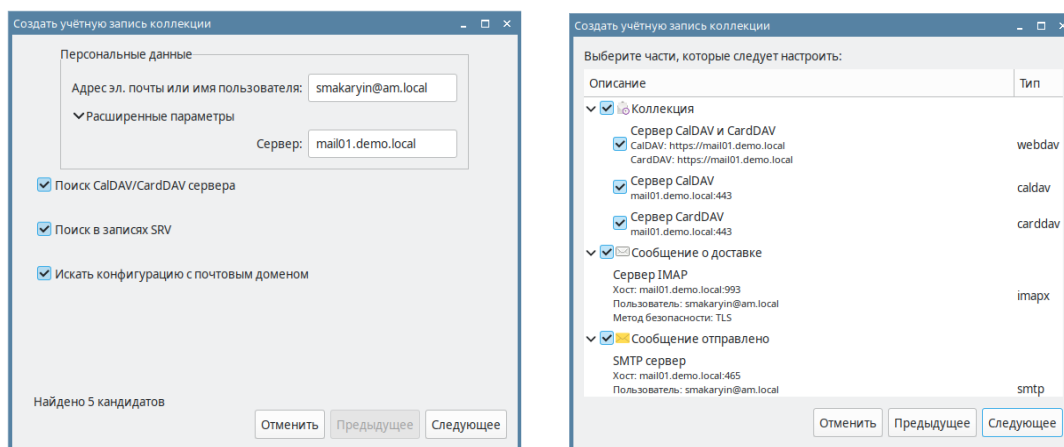 Создать учётную запись коллекции
Персональные данные
Адрес эл. почты или имя пользователя: smakaryin@am.local
Расширенные параметры
Сервер: mail01.demo.local
Поиск CalDAV/CardDAV сервера
Поиск в записях SRV
Искать конфигурацию с почтовым доменом
Найдено 5 кандидатов
Отменить Предыдущее Следующее
Создать учётную запись коллекции
Выберите части, которые следует настроить:
Описание Тип
Коллекция
Сервер CalDAV и CardDAV
CalDAV: https://mail01.demo.local webdav
CardDAV: https://mail01.demo.local
Сервер CalDAV
mail01.demo.local:443 caldav
Сервер CardDAV
mail01.demo.local:443 carddav
Сообщение о доставке
Сервер IMAP
Хост: mail01.demo.local:993
Пользователь: smakaryin@am.local imapx
Метод безопасности: TLS
Сообщение отправлено
SMTP сервер
Хост: mail01.demo.local:465
Пользователь: smakaryin@am.local smtp
Отменить Предыдущее Следующее